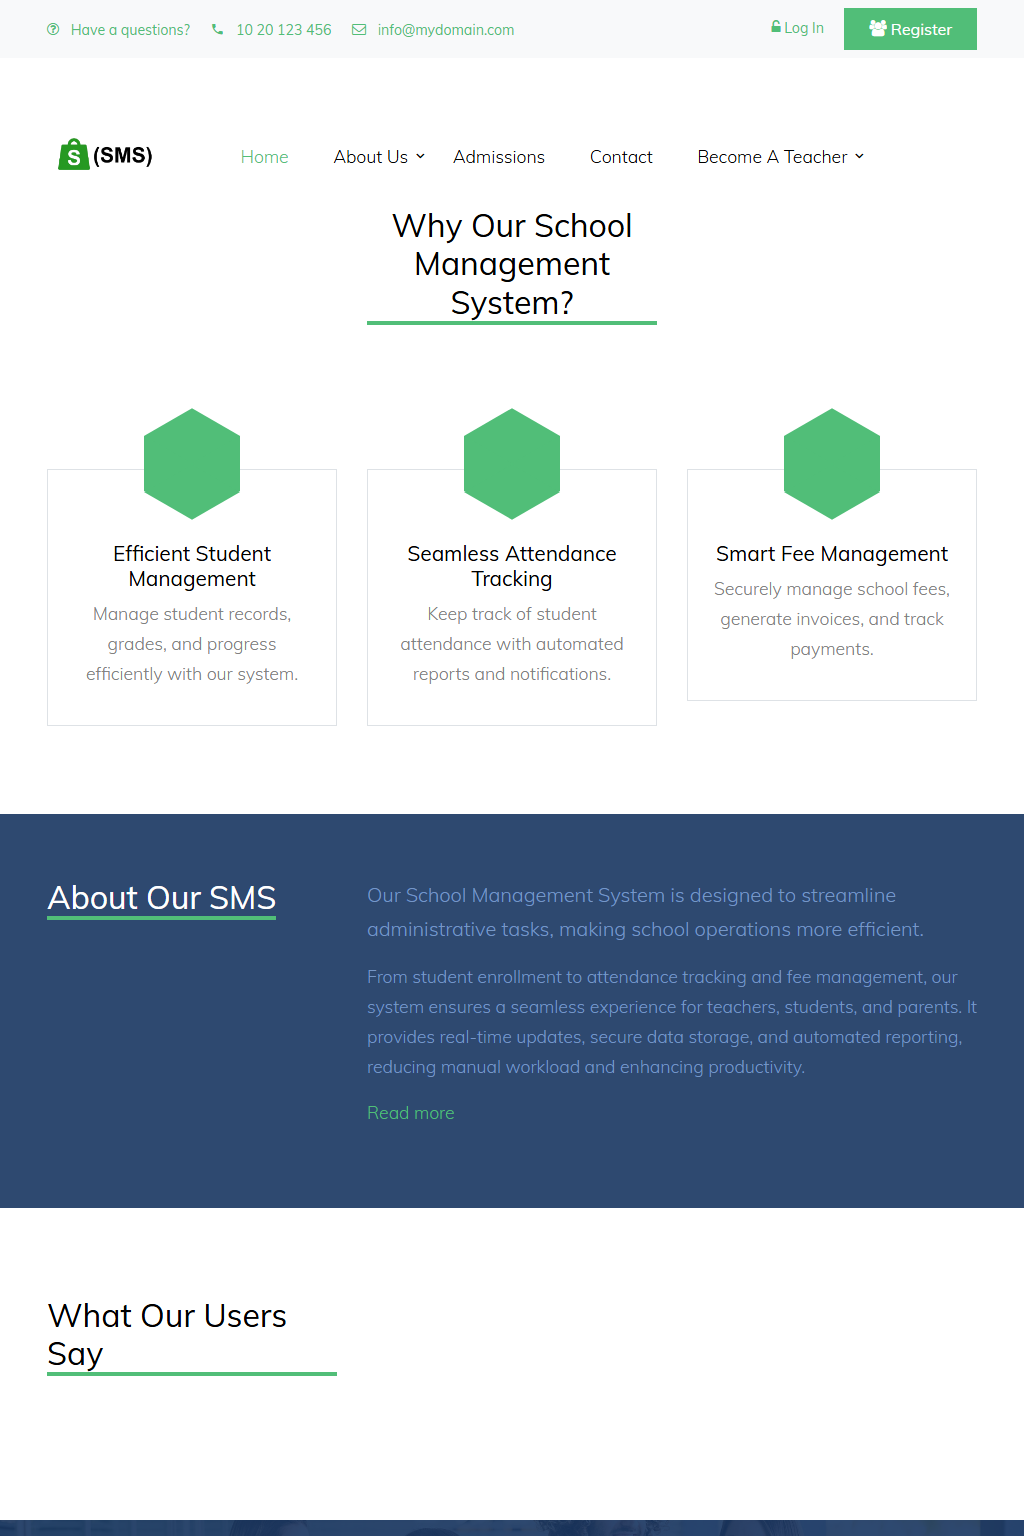 Have a questions? 10 20 123 456 info@mydomain.com Log In Register
S (SMS) Home About Us Admissions Contact Become A Teacher
Why Our School
Management
System?
Efficient Student
Management
Manage student records,
grades, and progress
efficiently with our system.
Seamless Attendance
Tracking
Keep track of student
attendance with automated
reports and notifications.
Smart Fee Management
Securely manage school fees,
generate invoices, and track
payments.
About Our SMS
Our School Management System is designed to streamline
administrative tasks, making school operations more efficient.
From student enrollment to attendance tracking and fee management, our
system ensures a seamless experience for teachers, students, and parents. It
provides real-time updates, secure data storage, and automated reporting,
reducing manual workload and enhancing productivity.
Read more
What Our Users
Say